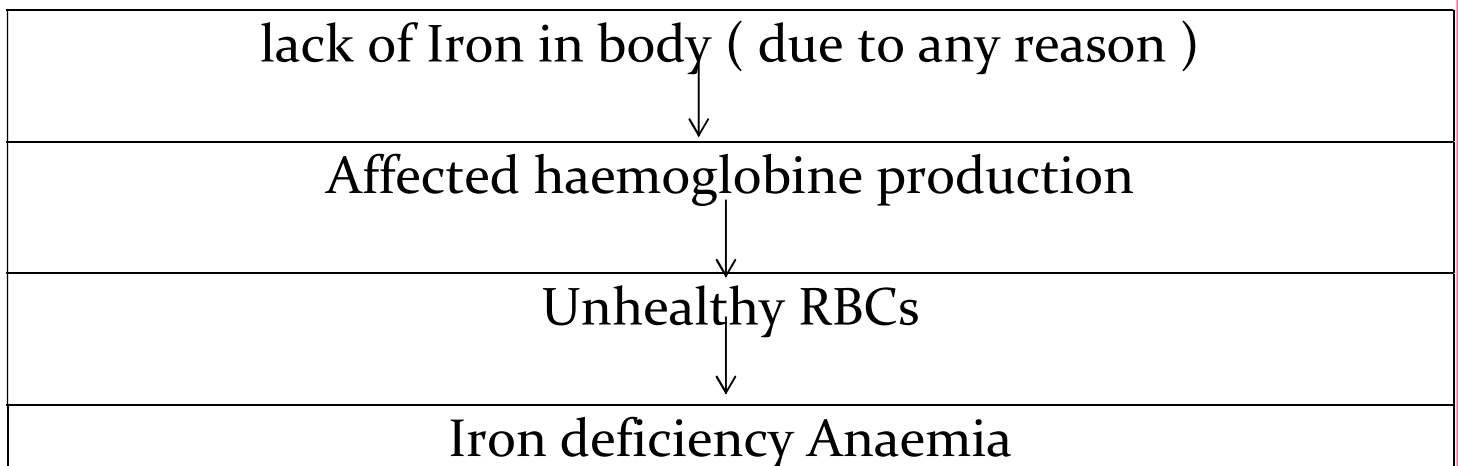 lack of Iron in body ( due to any reason )
Affected haemoglobine production
Unhealthy RBCs
Iron deficiency Anaemia